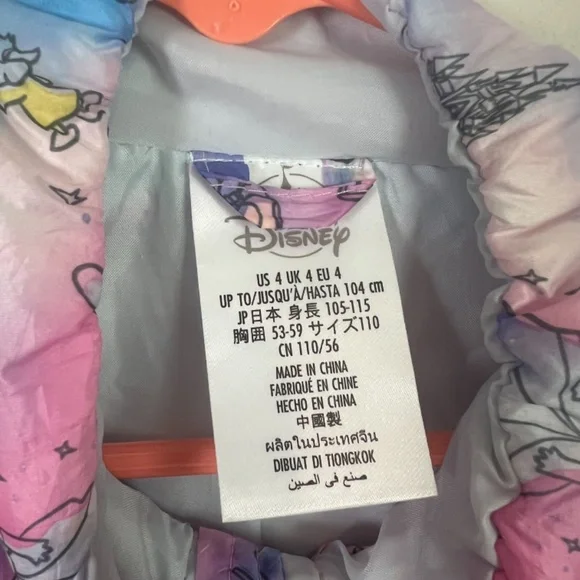 Disney
US 4 UK 4 EU 4
UP TO/JUSQU'À/HASTA 104 cm
JP日本 身長 105-115
胸囲 53-59 サイズ110
CN 110/56
MADE IN CHINA
FABRIQUÉ EN CHINE
HECHO EN CHINA
中國製
ผลิตในประเทศจีน
DIBUAT DI TIONGKOK
صنع في الصين